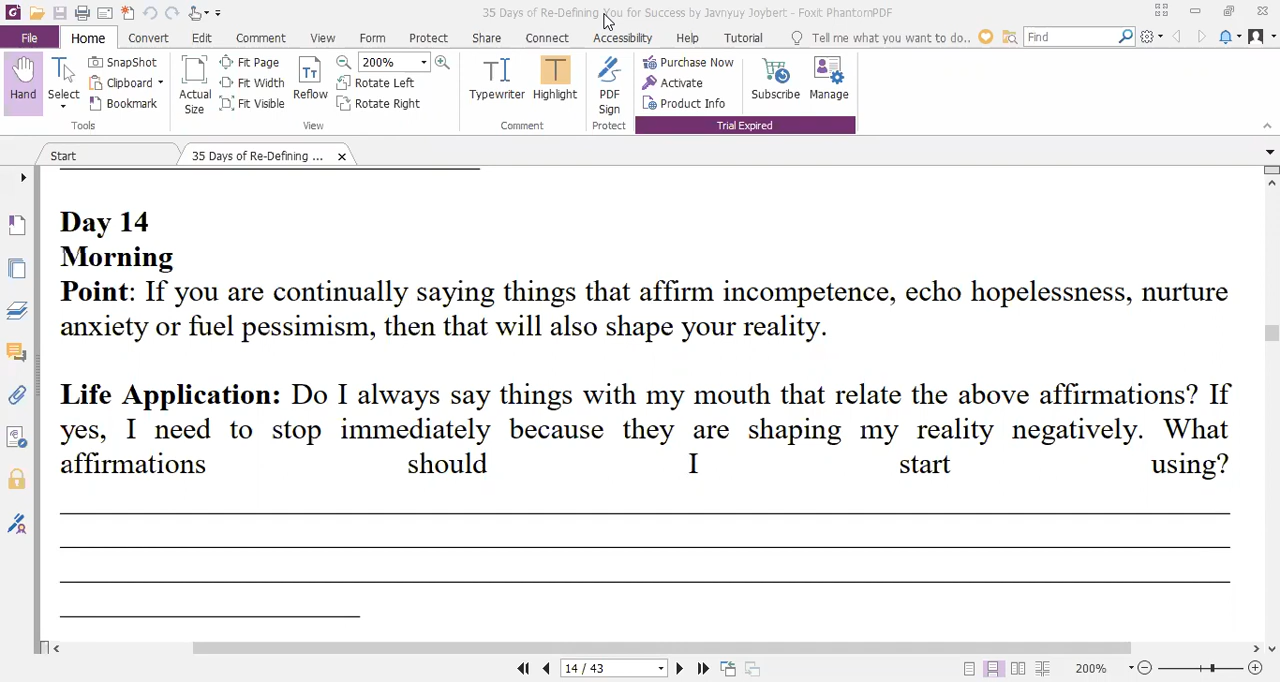 35 Days of Re-Defining You for Success by Javnyuy Joybert - Foxit PhantomPDF
File Home Convert Edit Comment View Form Protect Share Connect Accessibility Help Tutorial Tell me what you want to do.. Find
Hand
Select
SnapShot
Clipboard
Bookmark
Tools
Actual Size
Fit Page
Fit Width
Fit Visible
Reflow
200%
Rotate Left
Rotate Right
View
Typewriter
Highlight
Comment
PDF Sign
Protect
Purchase Now
Activate
Product Info
Subscribe
Manage
Trial Expired
Start 35 Days of Re-Defining ...
Day 14
Morning
Point: If you are continually saying things that affirm incompetence, echo hopelessness, nurture
anxiety or fuel pessimism, then that will also shape your reality.
Life Application: Do I always say things with my mouth that relate the above affirmations? If
yes, I need to stop immediately because they are shaping my reality negatively. What
affirmations should I start using?
14 / 43 200%